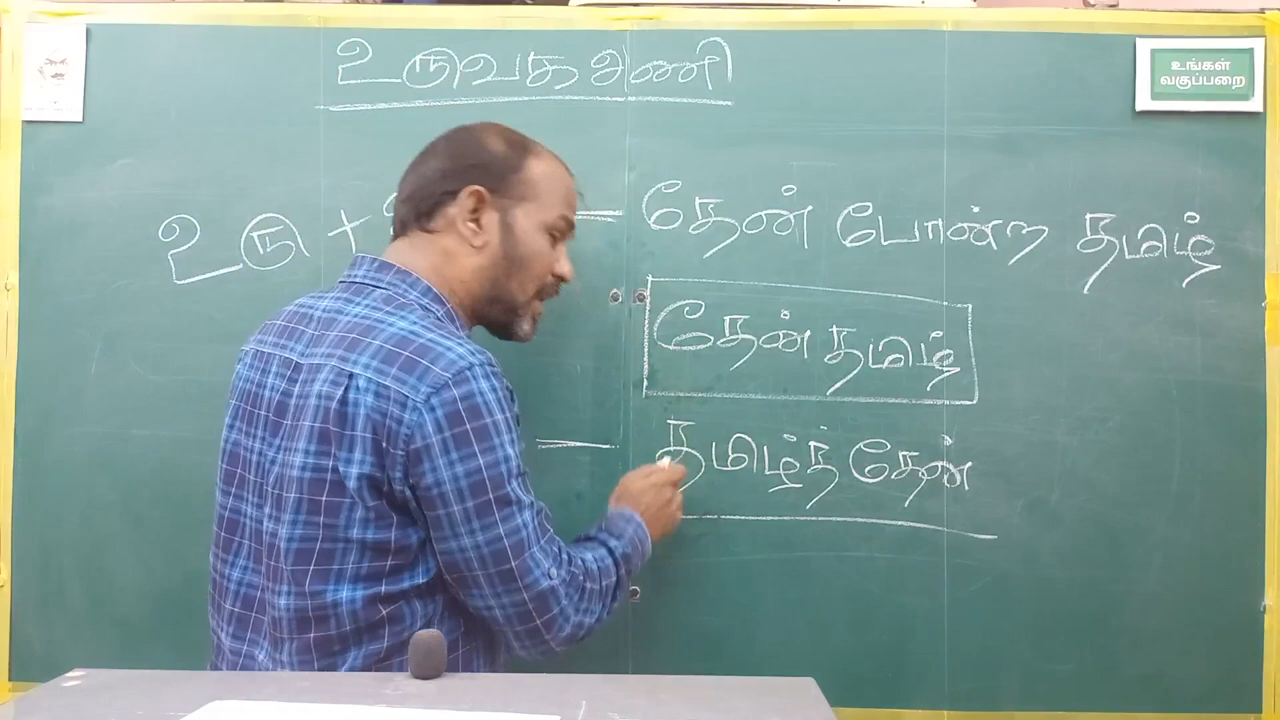 உருவக அணி
உங்கள்
வகுப்பறை
உரு + – தேன் போன்ற தமிழ்
தேன் தமிழ்
– தமிழ்த் தேன்